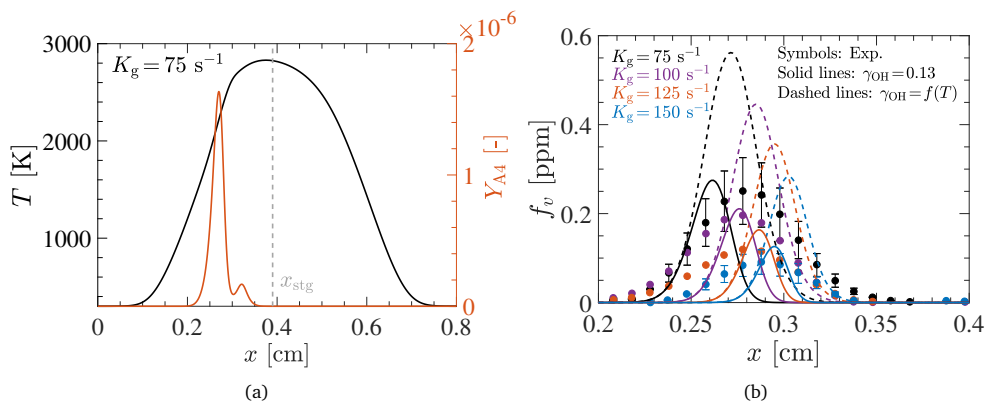 ×10⁻⁶
3000
2000
1000
T [K]
K_g = 75 s⁻¹
x_stg
2
1
0
Y_A4 [-]
0 0.2 0.4 0.6 0.8
x [cm]
(a)
0.6
0.4
0.2
0
f_v [ppm]
K_g = 75 s⁻¹
K_g = 100 s⁻¹
K_g = 125 s⁻¹
K_g = 150 s⁻¹
Symbols: Exp.
Solid lines: γ_OH = 0.13
Dashed lines: γ_OH = f(T)
0.2 0.25 0.3 0.35 0.4
x [cm]
(b)